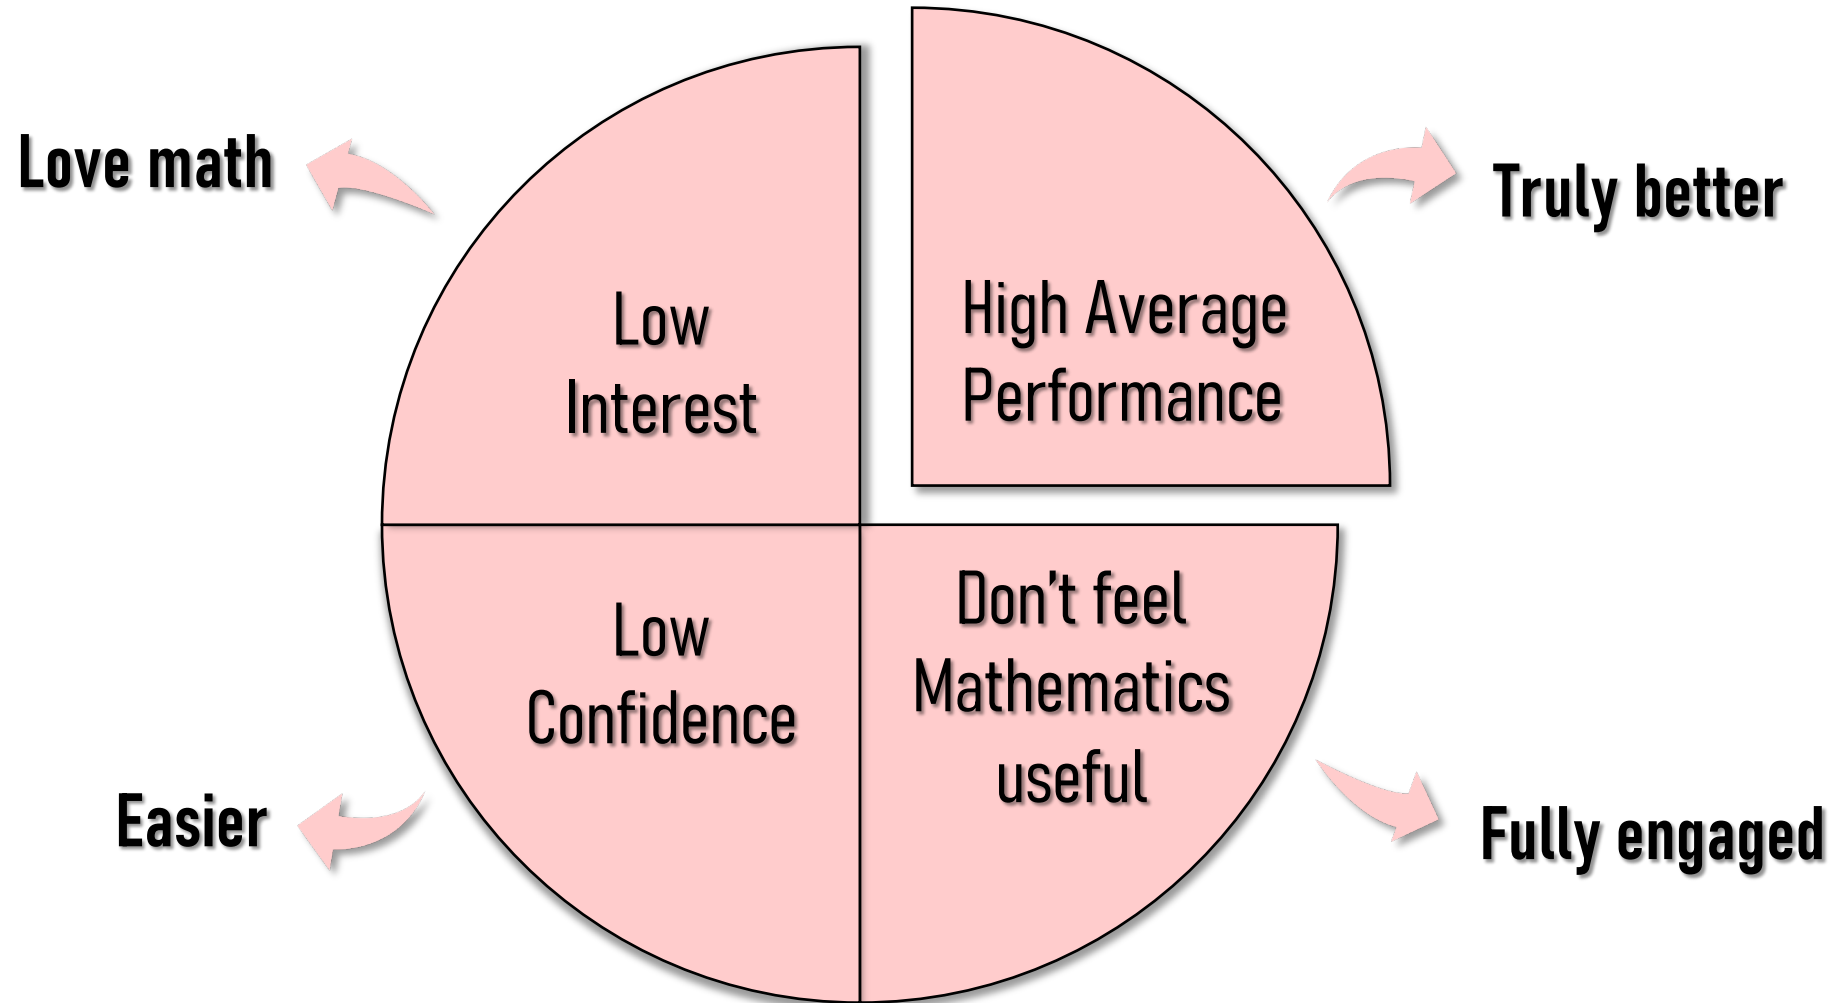 Love math
Truly better
Low
Interest
High Average
Performance
Low
Confidence
Don't feel
Mathematics
useful
Easier
Fully engaged